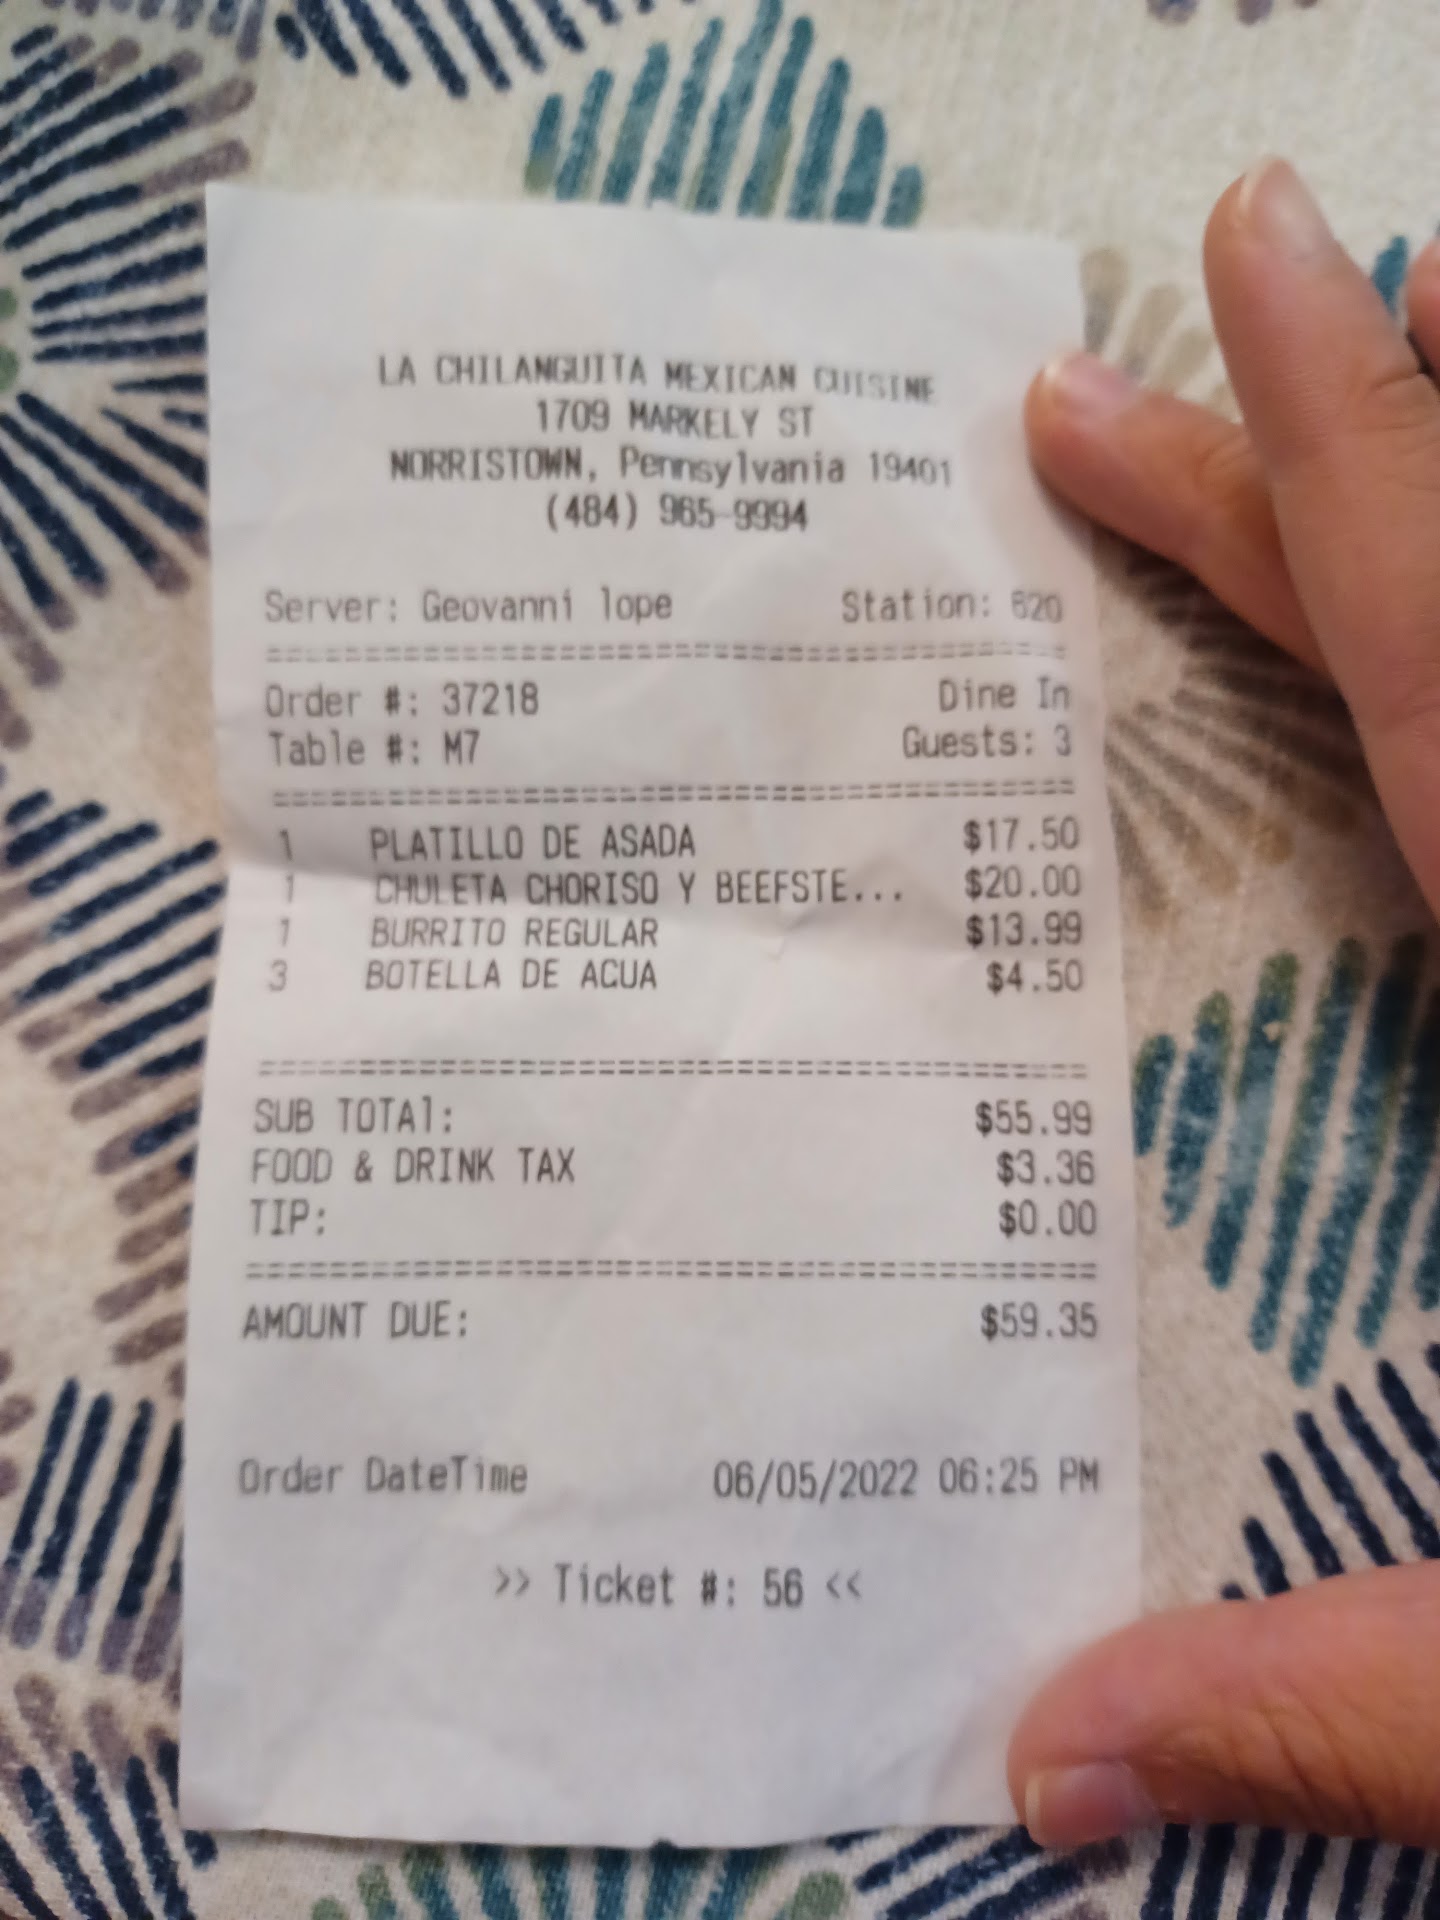 LA CHILANGUITA MEXICAN CUISINE
1709 MARKELY ST
NORRISTOWN, Pennsylvania 19401
(484) 965-9994
Server: Geovanni lope Station: 620
========================================
Order #: 37218 Dine In
Table #: M7 Guests: 3
========================================
1 PLATILLO DE ASADA $17.50
1 CHULETA CHORISO Y BEEFSTE... $20.00
1 BURRITO REGULAR $13.99
3 BOTELLA DE AGUA $4.50
========================================
SUB TOTAl: $55.99
FOOD & DRINK TAX $3.36
TIP: $0.00
========================================
AMOUNT DUE: $59.35
Order DateTime 06/05/2022 06:25 PM
>> Ticket #: 56 <<